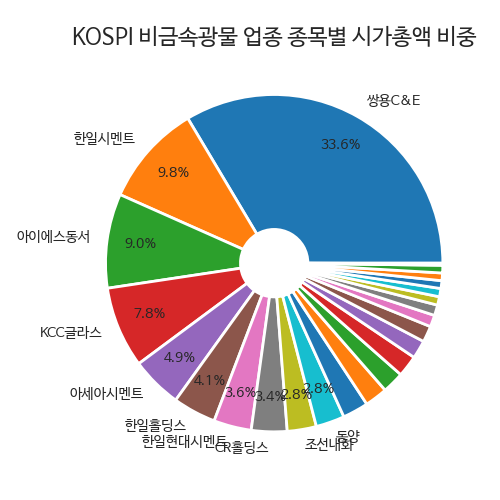 KOSPI 비금속광물 업종 종목별 시가총액 비중
쌍용C&E
33.6%
한일시멘트
9.8%
아이에스동서
9.0%
KCC글라스
7.8%
아세아시멘트
4.9%
한일홀딩스
4.1%
한일현대시멘트
3.6%
CR홀딩스
3.4%
2.8%
조선내화
2.8%
동양